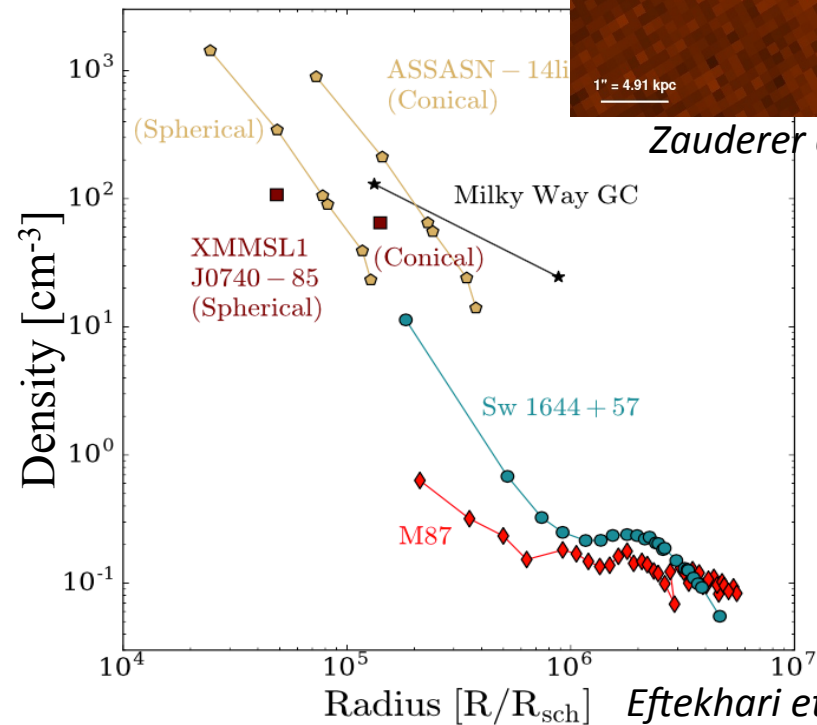 1" = 4.91 kpc
Zauderer
10³
ASSASN − 14li
(Conical)
(Spherical)
10²
Milky Way GC
(Conical)
XMMSL1
J0740 − 85
(Spherical)
Density [cm⁻³]
10¹
Sw 1644 + 57
10⁰
M87
10⁻¹
10⁴ 10⁵ 10⁶ 10⁷
Radius [R/R_sch]
Eftekhari et